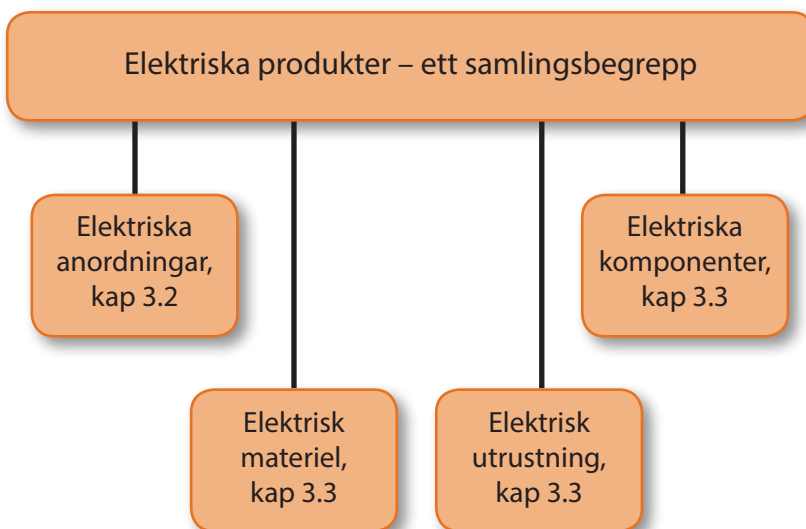 Elektriska produkter – ett samlingsbegrepp
Elektriska
anordningar,
kap 3.2
Elektriska
komponenter,
kap 3.3
Elektrisk
materiel,
kap 3.3
Elektrisk
utrustning,
kap 3.3